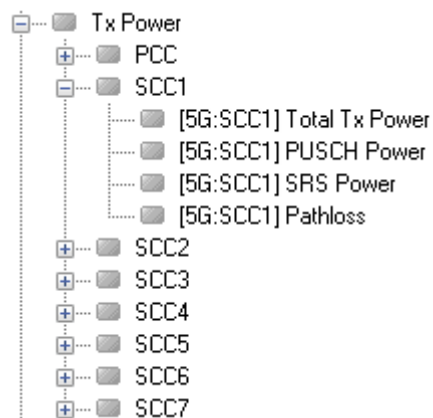 Tx Power
PCC
SCC1
[5G:SCC1] Total Tx Power
[5G:SCC1] PUSCH Power
[5G:SCC1] SRS Power
[5G:SCC1] Pathloss
SCC2
SCC3
SCC4
SCC5
SCC6
SCC7